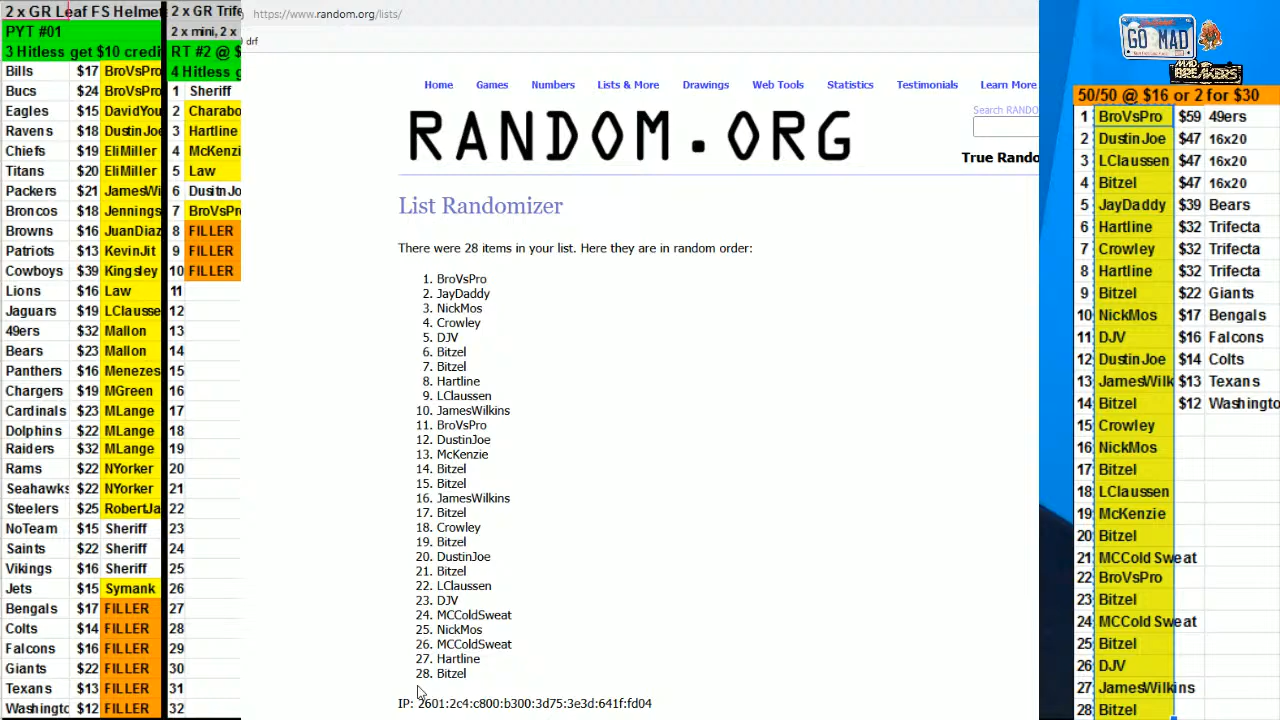 2 x GR Leaf FS Helmet
PYT #01
3 Hitless get $10 credi
Bills $17 BroVsPro
Bucs $24 BroVsPro
Eagles $15 DavidYou
Ravens $18 DustinJoe
Chiefs $19 EliMiller
Titans $20 EliMiller
Packers $21 JamesWi
Broncos $18 Jennings
Browns $16 JuanDiaz
Patriots $13 KevinJit
Cowboys $39 Kingsley
Lions $16 Law
Jaguars $19 LClausse
49ers $32 Mallon
Bears $23 Mallon
Panthers $16 Menezes
Chargers $19 MGreen
Cardinals $23 MLange
Dolphins $22 MLange
Raiders $32 MLange
Rams $22 NYorker
Seahawks $22 NYorker
Steelers $25 RobertJa
NoTeam $15 Sheriff
Saints $22 Sheriff
Vikings $16 Sheriff
Jets $15 Symank
Bengals $17 FILLER
Colts $14 FILLER
Falcons $16 FILLER
Giants $22 FILLER
Texans $13 FILLER
Washingto $12 FILLER
2 x GR Trife
2 x mini, 2 x
RT #2 @ $
4 Hitless g
1 Sheriff
2 Charabo
3 Hartline
4 McKenzi
5 Law
6 DusitnJo
7 BroVsPr
8 FILLER
9 FILLER
10 FILLER
11
12
13
14
15
16
17
18
19
20
21
22
23
24
25
26
27
28
29
30
31
32
https://www.random.org/lists/
drf
Home Games Numbers Lists & More Drawings Web Tools Statistics Testimonials Learn More
Search RANDO
RANDOM.ORG
True Rando
List Randomizer
There were 28 items in your list. Here they are in random order:
1. BroVsPro
2. JayDaddy
3. NickMos
4. Crowley
5. DJV
6. Bitzel
7. Bitzel
8. Hartline
9. LClaussen
10. JamesWilkins
11. BroVsPro
12. DustinJoe
13. McKenzie
14. Bitzel
15. Bitzel
16. JamesWilkins
17. Bitzel
18. Crowley
19. Bitzel
20. DustinJoe
21. Bitzel
22. LClaussen
23. DJV
24. MCColdSweat
25. NickMos
26. MCColdSweat
27. Hartline
28. Bitzel
IP: 2601:2c4:c800:b300:3d75:3e3d:641f:fd04
GO MAD
MAD
BREAKERS
50/50 @ $16 or 2 for $30
1 BroVsPro $59 49ers
2 DustinJoe $47 16x20
3 LClaussen $47 16x20
4 Bitzel $47 16x20
5 JayDaddy $39 Bears
6 Hartline $32 Trifecta
7 Crowley $32 Trifecta
8 Hartline $32 Trifecta
9 Bitzel $22 Giants
10 NickMos $17 Bengals
11 DJV $16 Falcons
12 DustinJoe $14 Colts
13 JamesWilk $13 Texans
14 Bitzel $12 Washingto
15 Crowley
16 NickMos
17 Bitzel
18 LClaussen
19 McKenzie
20 Bitzel
21 MCCold Sweat
22 BroVsPro
23 Bitzel
24 MCCold Sweat
25 Bitzel
26 DJV
27 JamesWilkins
28 Bitzel